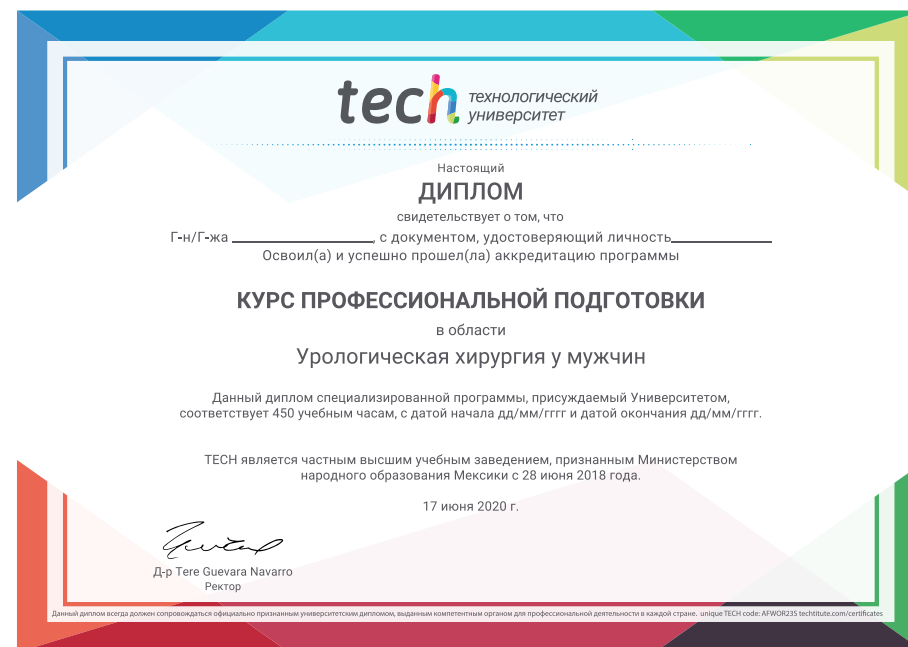 tech технологический
университет
Настоящий
ДИПЛОМ
свидетельствует о том, что
Г-н/Г-жа ____________________, с документом, удостоверяющий личность______________
Освоил(а) и успешно прошел(ла) аккредитацию программы
КУРС ПРОФЕССИОНАЛЬНОЙ ПОДГОТОВКИ
в области
Урологическая хирургия у мужчин
Данный диплом специализированной программы, присуждаемый Университетом,
соответствует 450 учебным часам, с датой начала дд/мм/гггг и датой окончания дд/мм/гггг.
TECH является частным высшим учебным заведением, признанным Министерством
народного образования Мексики с 28 июня 2018 года.
17 июня 2020 г.
Д-р Tere Guevara Navarro
Ректор
Данный диплом всегда должен сопровождаться официально признанным университетским дипломом, выданным компетентным органом для профессиональной деятельности в каждой стране. unique TECH code: AFWOR23S techtitute.com/certificates